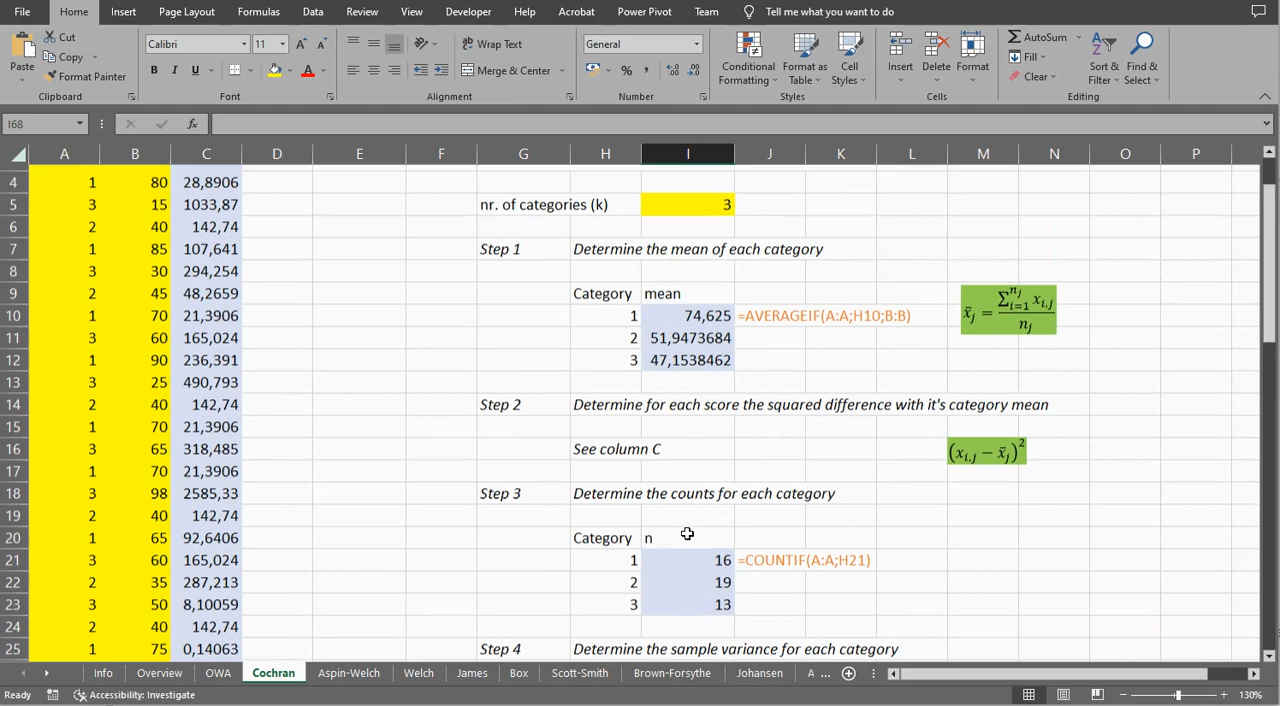 File Home Insert Page Layout Formulas Data Review View Developer Help Acrobat Power Pivot Team Tell me what you want to do
Paste Cut Copy Format Painter Clipboard
Calibri 11 A A B I U A Font
Wrap Text Merge & Center Alignment
General % Number
Conditional Formatting Format as Table Cell Styles Styles
Insert Delete Format Cells
AutoSum Fill Clear Sort & Filter Find & Select Editing
I68 fx
A B C D E F G H I J K L M N O P
4 1 80 28,8906
5 3 15 1033,87 nr. of categories (k) 3
6 2 40 142,74
7 1 85 107,641 Step 1 Determine the mean of each category
8 3 30 294,254
9 2 45 48,2659 Category mean x̄j = ∑i=1^nj xi,j / nj
10 1 70 21,3906 1 74,625 =AVERAGEIF(A:A;H10;B:B)
11 3 60 165,024 2 51,9473684
12 1 90 236,391 3 47,1538462
13 3 25 490,793
14 2 40 142,74 Step 2 Determine for each score the squared difference with it's category mean
15 1 70 21,3906
16 3 65 318,485 See column C (xi,j − x̄j)²
17 1 70 21,3906
18 3 98 2585,33 Step 3 Determine the counts for each category
19 2 40 142,74
20 1 65 92,6406 Category n
21 3 60 165,024 1 16 =COUNTIF(A:A;H21)
22 2 35 287,213 2 19
23 3 50 8,10059 3 13
24 2 40 142,74
25 1 75 0,14063 Step 4 Determine the sample variance for each category
Info Overview OWA Cochran Aspin-Welch Welch James Box Scott-Smith Brown-Forsythe Johansen A ...
Ready Accessibility: Investigate 130%